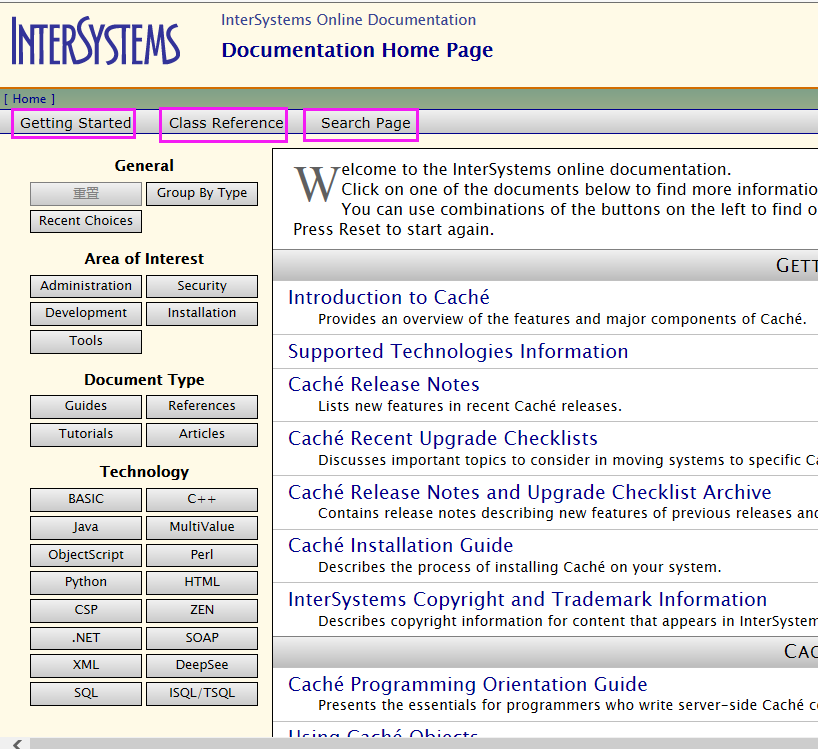 INTERSYSTEMS
InterSystems Online Documentation
Documentation Home Page
[ Home ]
Getting Started Class Reference Search Page
General
重置 Group By Type
Recent Choices
Area of Interest
Administration Security
Development Installation
Tools
Document Type
Guides References
Tutorials Articles
Technology
BASIC C++
Java MultiValue
ObjectScript Perl
Python HTML
CSP ZEN
.NET SOAP
XML DeepSee
SQL ISQL/TSQL
Welcome to the InterSystems online documentation.
Click on one of the documents below to find more informatio
You can use combinations of the buttons on the left to find o
Press Reset to start again.
GETT
Introduction to Caché
Provides an overview of the features and major components of Caché.
Supported Technologies Information
Caché Release Notes
Lists new features in recent Caché releases.
Caché Recent Upgrade Checklists
Discusses important topics to consider in moving systems to specific Ca
Caché Release Notes and Upgrade Checklist Archive
Contains release notes describing new features of previous releases and
Caché Installation Guide
Describes the process of installing Caché on your system.
InterSystems Copyright and Trademark Information
Describes copyright information for content that appears in InterSystem
CAC
Caché Programming Orientation Guide
Presents the essentials for programmers who write server-side Caché c
Using Caché Objects